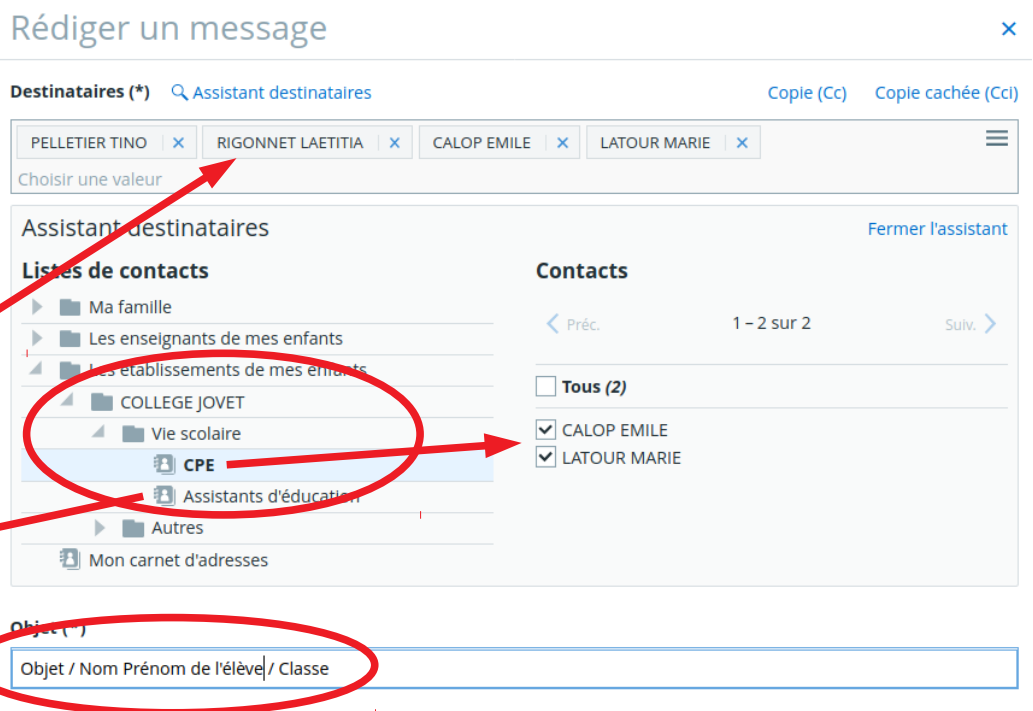 Rédiger un message
Destinataires (*) Assistant destinataires Copie (Cc) Copie cachée (Cci)
PELLETIER TINO RIGONNET LAETITIA CALOP EMILE LATOUR MARIE
Choisir une valeur
Assistant destinataires Fermer l'assistant
Listes de contacts Contacts
Ma famille
Préc. 1 – 2 sur 2 Suiv.
Les enseignants de mes enfants
Les établissements de mes enfants
Tous (2)
COLLEGE JOVET
CALOP EMILE
Vie scolaire
LATOUR MARIE
CPE
Assistants d'éducation
Autres
Mon carnet d'adresses
Objet (*)
Objet / Nom Prénom de l'élève / Classe